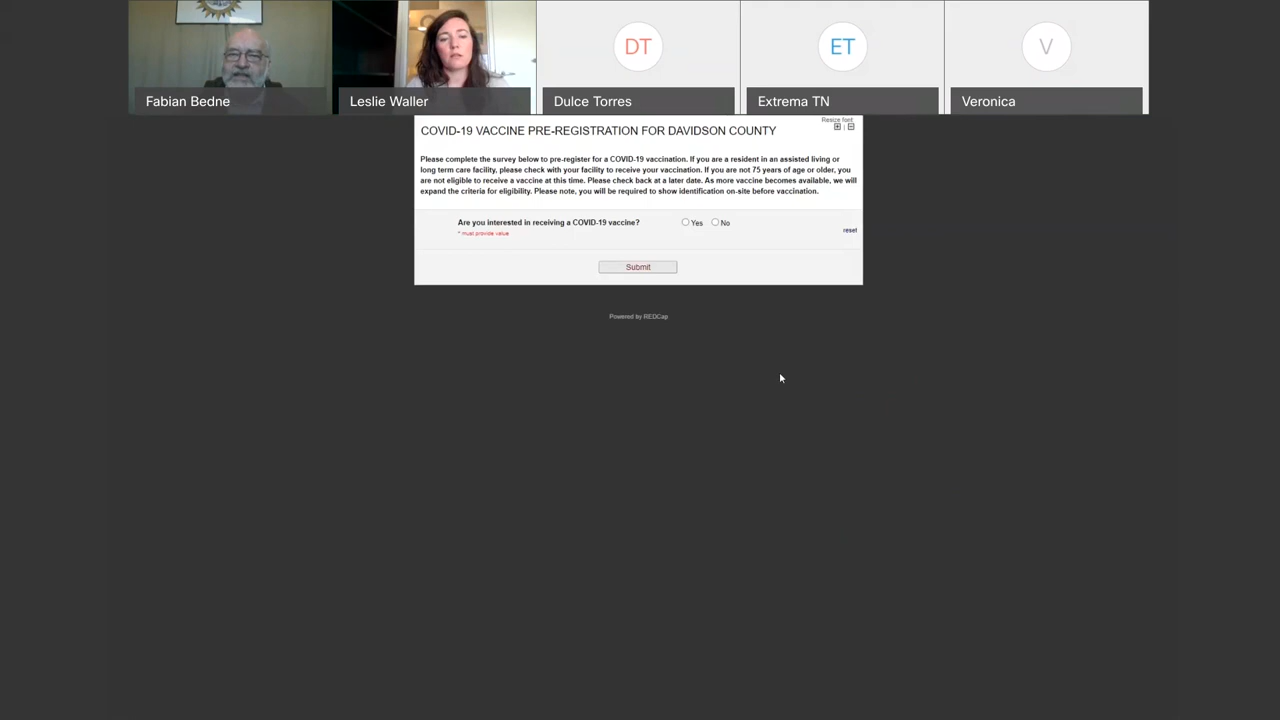 Fabian Bedne
Leslie Waller
DT
Dulce Torres
ET
Extrema TN
V
Veronica
Resize font:
COVID-19 VACCINE PRE-REGISTRATION FOR DAVIDSON COUNTY
Please complete the survey below to pre-register for a COVID-19 vaccination. If you are a resident in an assisted living or
long term care facility, please check with your facility to receive your vaccination. If you are not 75 years of age or older, you
are not eligible to receive a vaccine at this time. Please check back at a later date. As more vaccine becomes available, we will
expand the criteria for eligibility. Please note, you will be required to show identification on-site before vaccination.
Are you interested in receiving a COVID-19 vaccine?
Yes
No
* must provide value
reset
Submit
Powered by REDCap